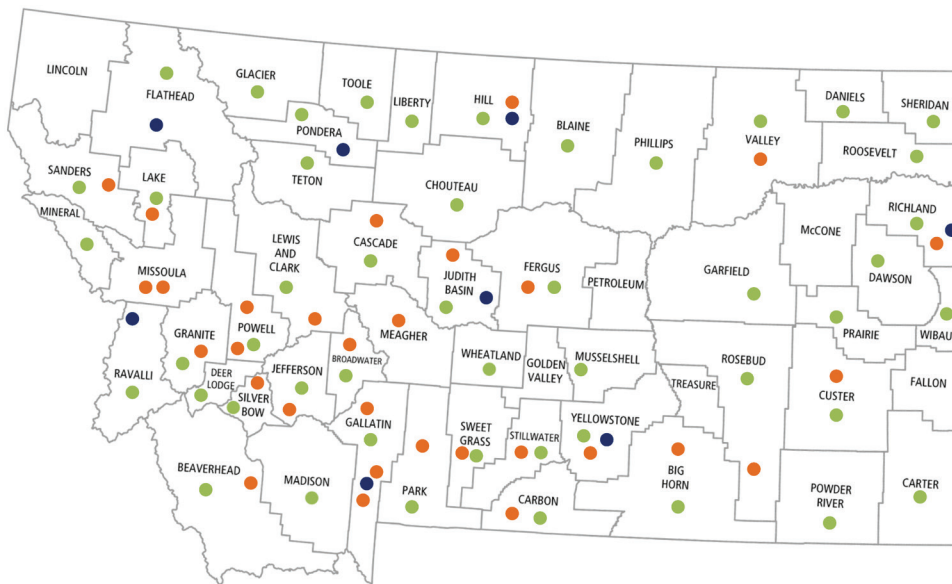 LINCOLN
FLATHEAD
GLACIER
TOOLE
LIBERTY
HILL
BLAINE
PHILLIPS
VALLEY
DANIELS
SHERIDAN
ROOSEVELT
PONDERA
TETON
CHOUTEAU
SANDERS
LAKE
MINERAL
MISSOULA
LEWIS
AND
CLARK
CASCADE
JUDITH
BASIN
FERGUS
PETROLEUM
GARFIELD
McCONE
RICHLAND
DAWSON
PRAIRIE
WIBAU
RAVALLI
GRANITE
POWELL
DEER
LODGE
SILVER
BOW
JEFFERSON
BROADWATER
MEAGHER
WHEATLAND
GOLDEN
VALLEY
MUSSELSHELL
ROSEBUD
TREASURE
CUSTER
FALLON
BEAVERHEAD
MADISON
GALLATIN
PARK
SWEET
GRASS
STILLWATER
YELLOWSTONE
CARBON
BIG
HORN
POWDER
RIVER
CARTER